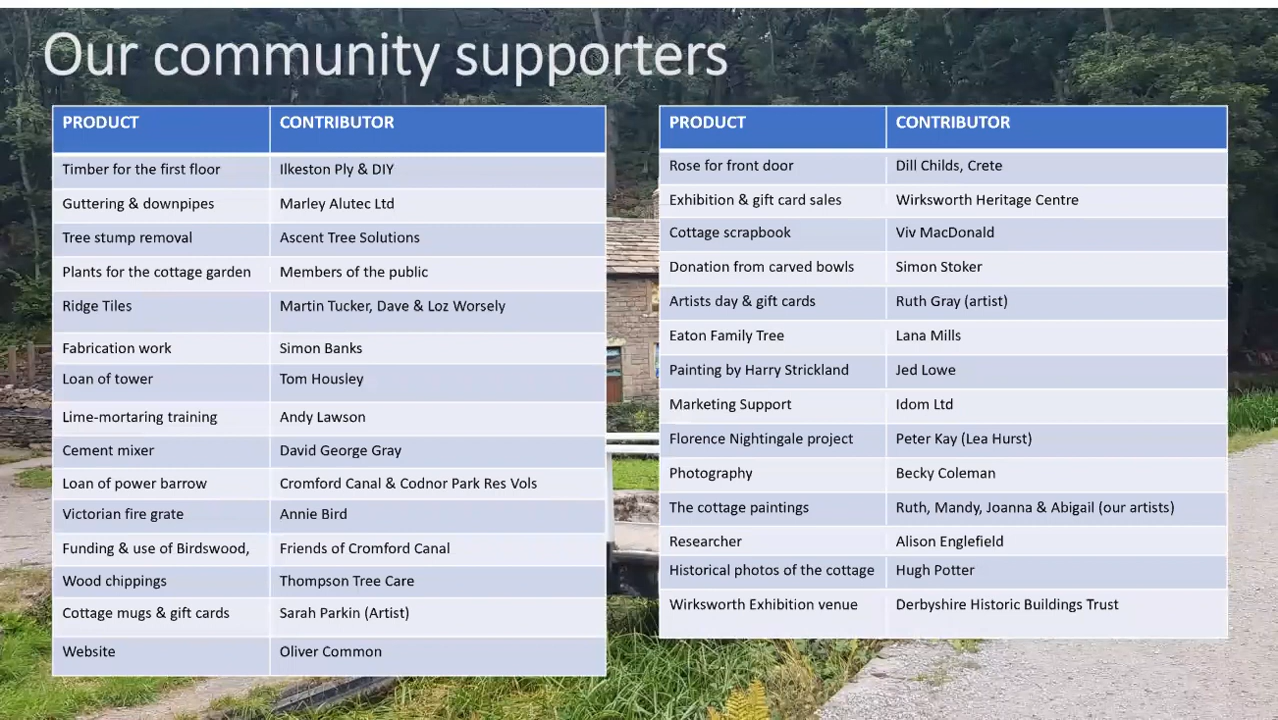 Our community supporters
PRODUCT CONTRIBUTOR
Timber for the first floor Ilkeston Ply & DIY
Guttering & downpipes Marley Alutec Ltd
Tree stump removal Ascent Tree Solutions
Plants for the cottage garden Members of the public
Ridge Tiles Martin Tucker, Dave & Loz Worsely
Fabrication work Simon Banks
Loan of tower Tom Housley
Lime-mortaring training Andy Lawson
Cement mixer David George Gray
Loan of power barrow Cromford Canal & Codnor Park Res Vols
Victorian fire grate Annie Bird
Funding & use of Birdswood, Friends of Cromford Canal
Wood chippings Thompson Tree Care
Cottage mugs & gift cards Sarah Parkin (Artist)
Website Oliver Common
PRODUCT CONTRIBUTOR
Rose for front door Dill Childs, Crete
Exhibition & gift card sales Wirksworth Heritage Centre
Cottage scrapbook Viv MacDonald
Donation from carved bowls Simon Stoker
Artists day & gift cards Ruth Gray (artist)
Eaton Family Tree Lana Mills
Painting by Harry Strickland Jed Lowe
Marketing Support Idom Ltd
Florence Nightingale project Peter Kay (Lea Hurst)
Photography Becky Coleman
The cottage paintings Ruth, Mandy, Joanna & Abigail (our artists)
Researcher Alison Englefield
Historical photos of the cottage Hugh Potter
Wirksworth Exhibition venue Derbyshire Historic Buildings Trust